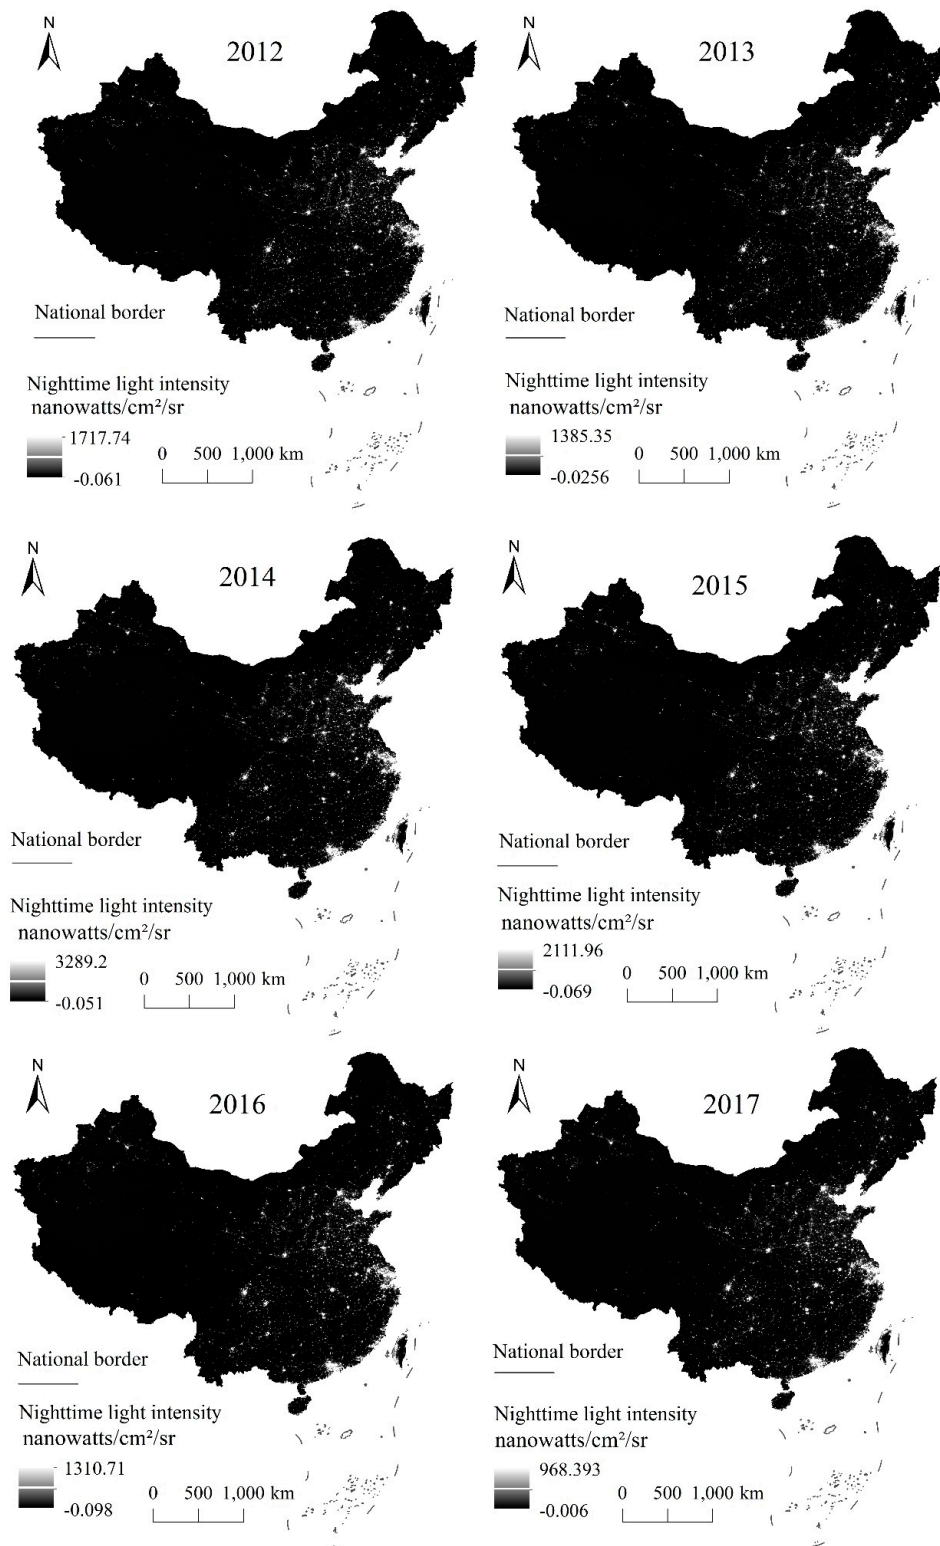 N
2012
National border
Nighttime light intensity
nanowatts/cm²/sr
1717.74
-0.061
0 500 1,000 km
N
2013
National border
Nighttime light intensity
nanowatts/cm²/sr
1385.35
-0.0256
0 500 1,000 km
N
2014
National border
Nighttime light intensity
nanowatts/cm²/sr
3289.2
-0.051
0 500 1,000 km
N
2015
National border
Nighttime light intensity
nanowatts/cm²/sr
2111.96
-0.069
0 500 1,000 km
N
2016
National border
Nighttime light intensity
nanowatts/cm²/sr
1310.71
-0.098
0 500 1,000 km
N
2017
National border
Nighttime light intensity
nanowatts/cm²/sr
968.393
-0.006
0 500 1,000 km